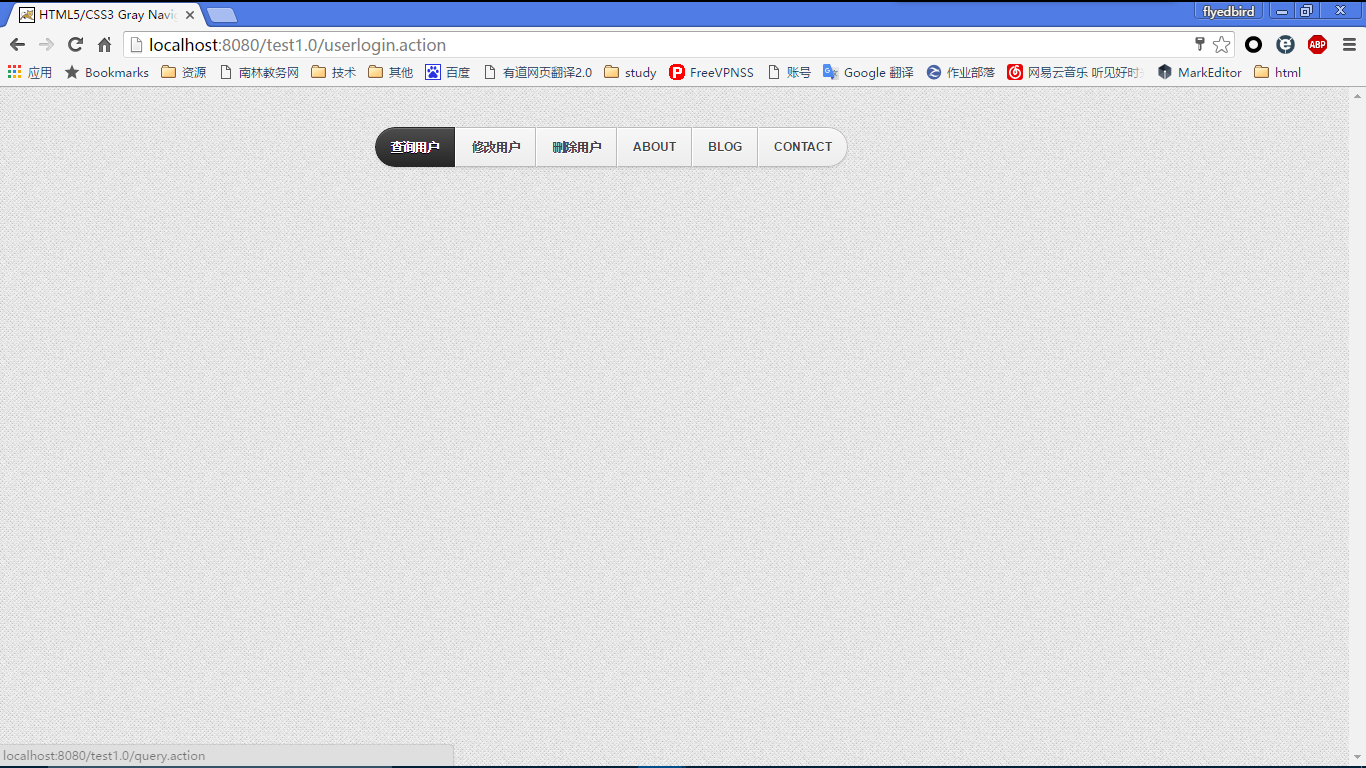 HTML5/CSS3 Gray Navi
flyedbird
localhost:8080/test1.0/userlogin.action
ABP
应用 Bookmarks 资源 南林教务网 技术 其他 百度 有道网页翻译2.0 study FreeVPNSS 账号 Google 翻译 作业部落 网易云音乐 听见好时 MarkEditor html
查询用户 修改用户 删除用户 ABOUT BLOG CONTACT
localhost:8080/test1.0/query.action